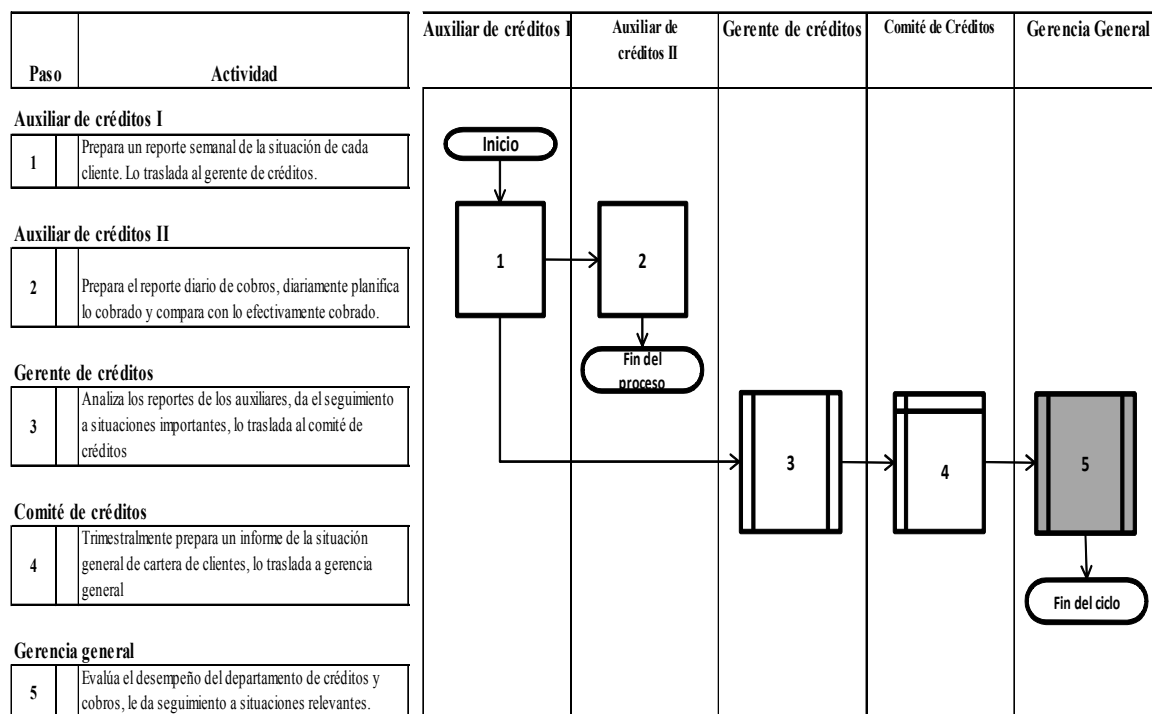 Paso
Actividad
Auxiliar de créditos I
Auxiliar de
créditos II
Gerente de créditos
Comité de Créditos
Gerencia General
Auxiliar de créditos I
1
Prepara un reporte semanal de la situación de cada
cliente. Lo traslada al gerente de créditos.
Auxiliar de créditos II
2
Prepara el reporte diario de cobros, diariamente planifica
lo cobrado y compara con lo efectivamente cobrado.
Gerente de créditos
3
Analiza los reportes de los auxiliares, da el seguimiento
a situaciones importantes, lo traslada al comité de
créditos
Comité de créditos
4
Trimestralmente prepara un informe de la situación
general de cartera de clientes, lo traslada a gerencia
general
Gerencia general
5
Evalúa el desempeño del departamento de créditos y
cobros, le da seguimiento a situaciones relevantes.
Inicio
1
2
Fin del
proceso
3
4
5
Fin del ciclo